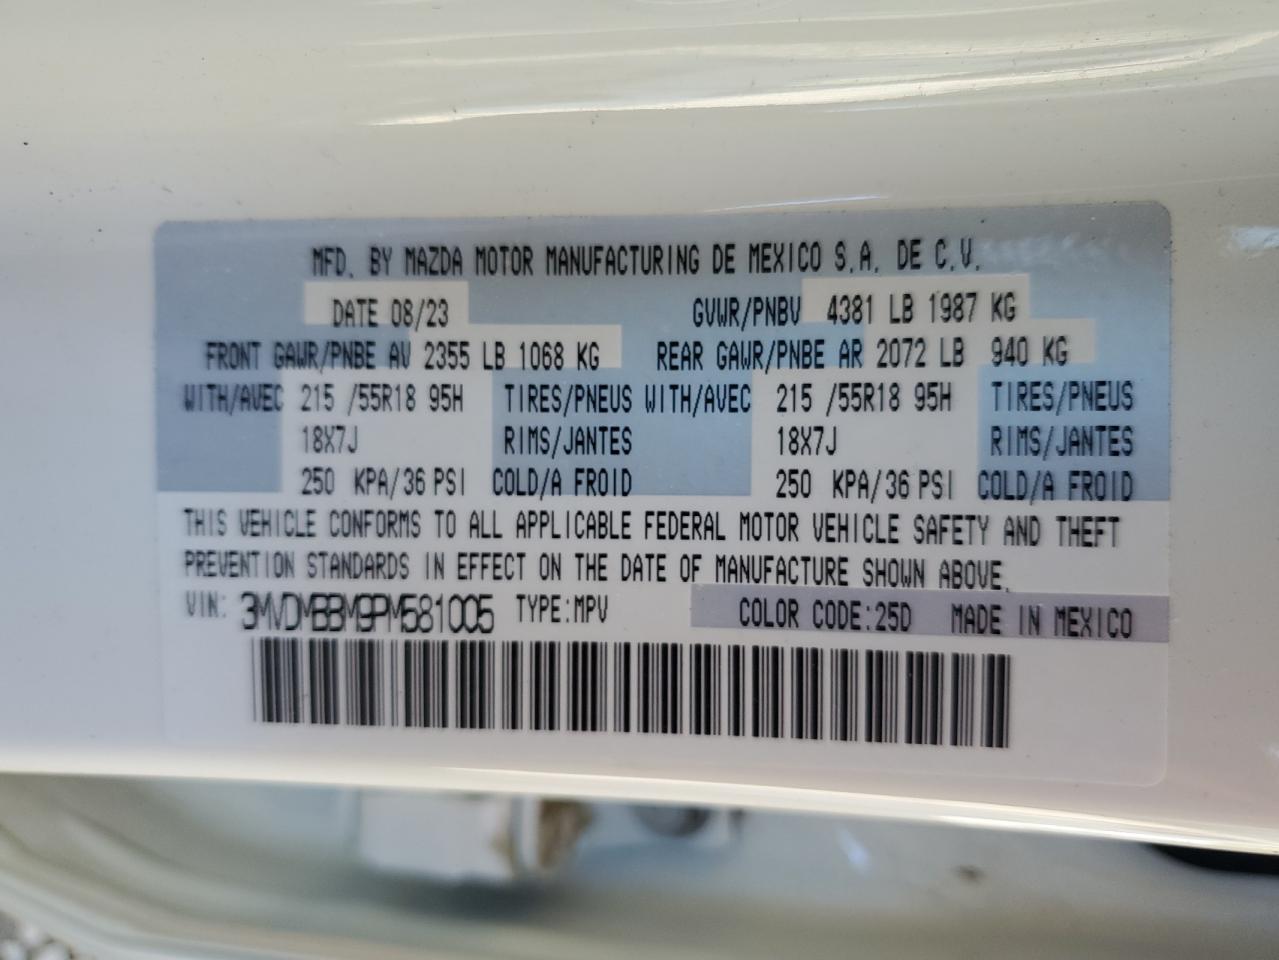 MFD. BY MAZDA MOTOR MANUFACTURING DE MEXICO S.A. DE C.V.
DATE 08/23 GVWR/PNBV 4381 LB 1987 KG
FRONT GAWR/PNBE AV 2355 LB 1068 KG REAR GAWR/PNBE AR 2072 LB 940 KG
WITH/AVEC 215 /55R18 95H TIRES/PNEUS WITH/AVEC 215 /55R18 95H TIRES/PNEUS
18X7J RIMS/JANTES 18X7J RIMS/JANTES
250 KPA/36 PSI COLD/A FROID 250 KPA/36 PSI COLD/A FROID
THIS VEHICLE CONFORMS TO ALL APPLICABLE FEDERAL MOTOR VEHICLE SAFETY AND THEFT
PREVENTION STANDARDS IN EFFECT ON THE DATE OF MANUFACTURE SHOWN ABOVE.
VIN: 3MVDMBBM9PM581005 TYPE:MPV COLOR CODE:25D MADE IN MEXICO